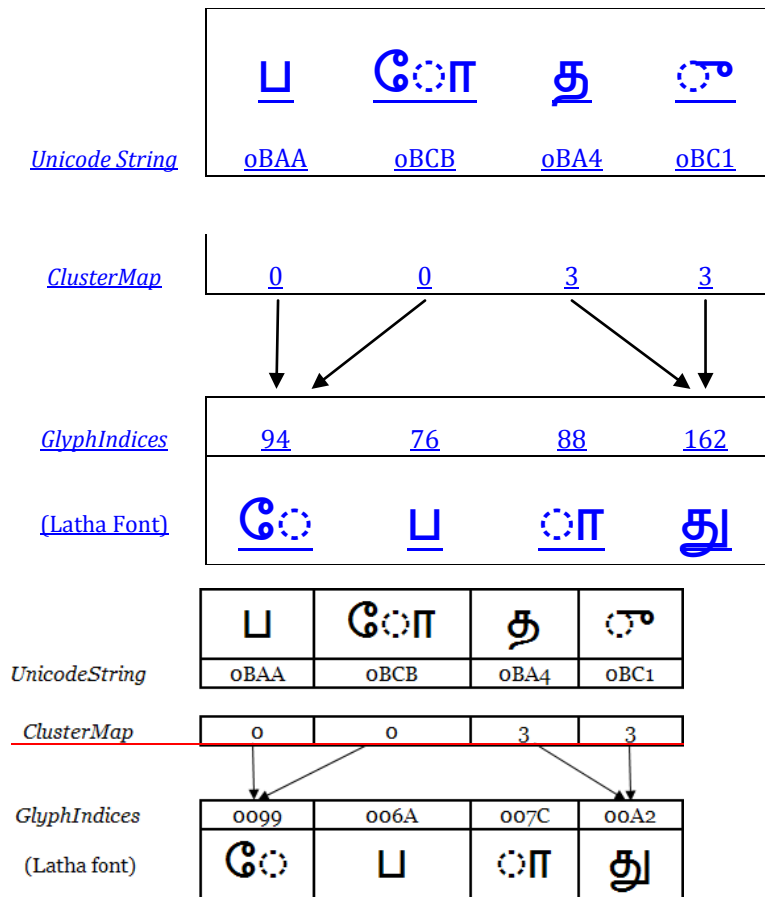 ப ோ த ு
Unicode String 0BAA 0BCB 0BA4 0BC1
ClusterMap 0 0 3 3
GlyphIndices 94 76 88 162
(Latha Font) ே ப ா து
ப ோ த ு
UnicodeString 0BAA 0BCB 0BA4 0BC1
ClusterMap 0 0 3 3
GlyphIndices 0099 006A 007C 00A2
(Latha font) ே ப ா து